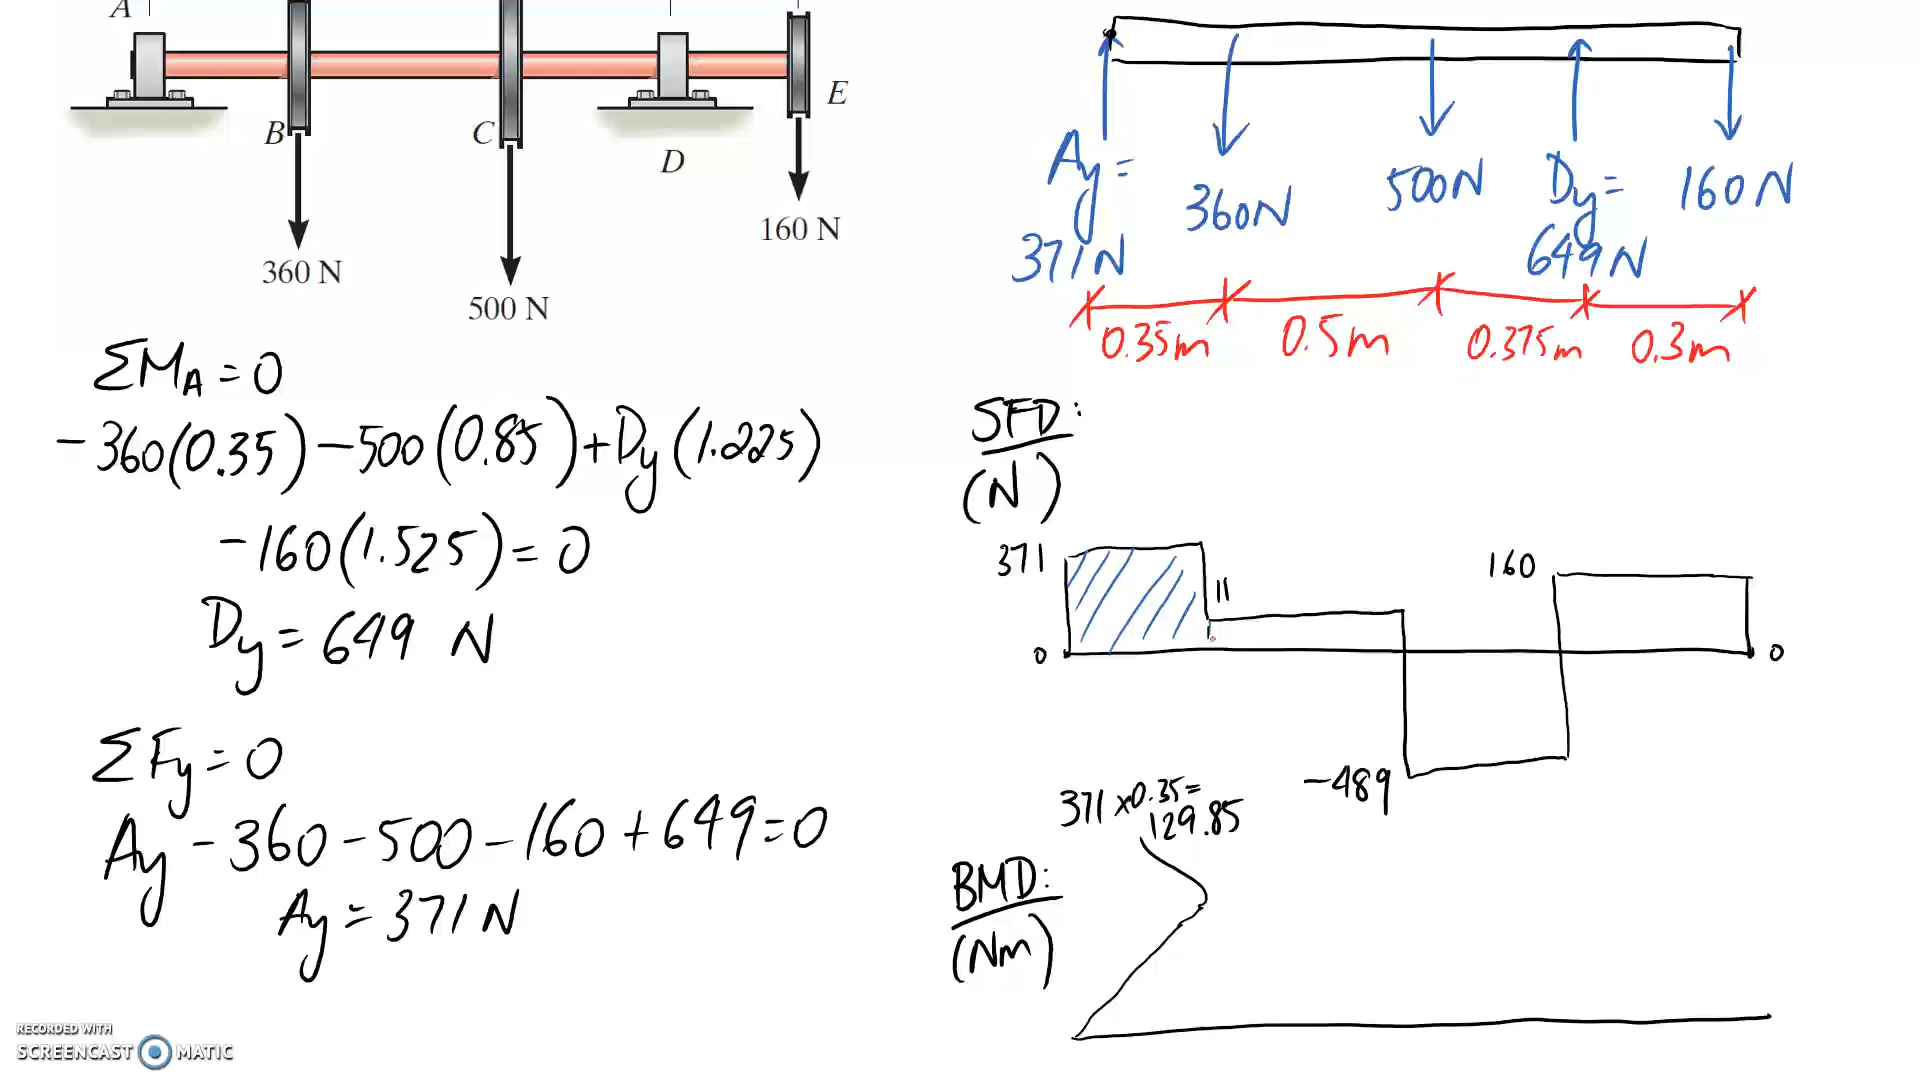 A
B
C
D
E
360 N
500 N
160 N
ΣM_A = 0
-360(0.35) -500(0.85) + Dy(1.225)
-160(1.525) = 0
Dy = 649 N
ΣFy = 0
Ay - 360 - 500 - 160 + 649 = 0
Ay = 371 N
Ay =
371N
360N
500N
Dy =
649N
160N
0.35m 0.5m 0.375m 0.3m
SFD:
(N)
371
11
160
0
0
-489
371 x0.35=
129.85
BMD:
(Nm)
RECORDED WITH
SCREENCAST MATIC